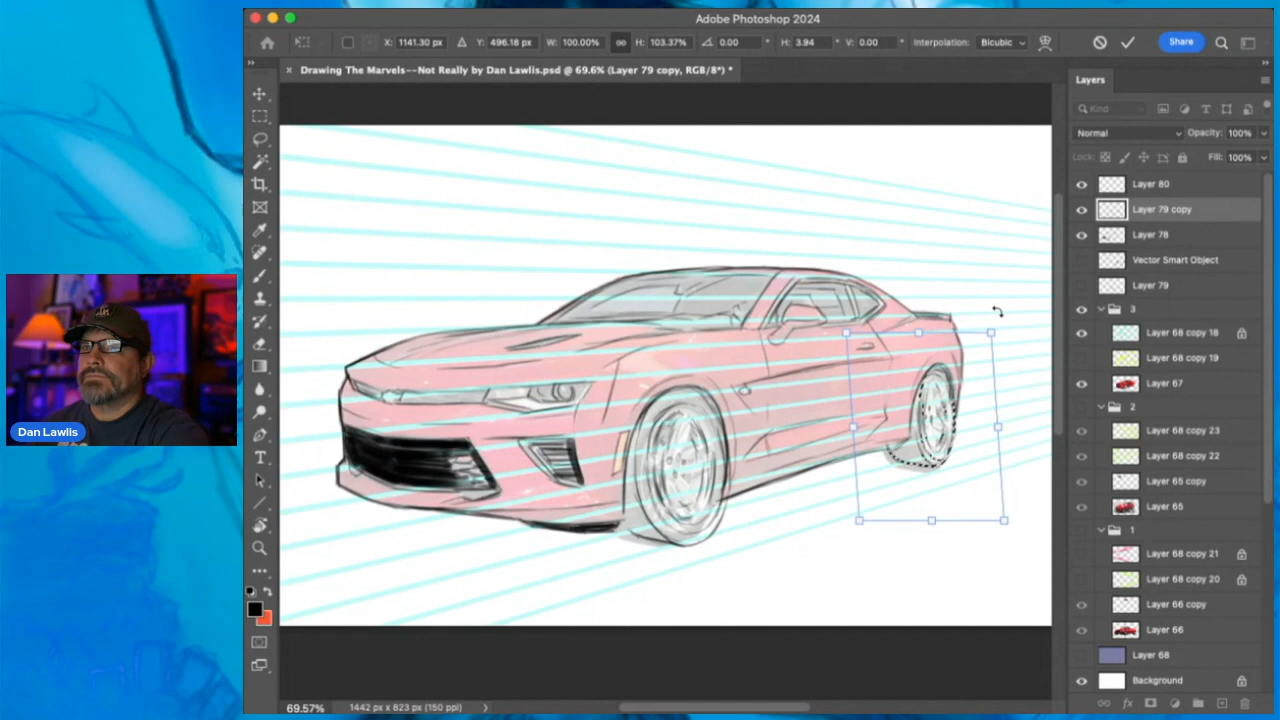 Adobe Photoshop 2024
X: 1141.30 px Y: 496.18 px W: 100.00% H: 103.37% 0.00 ° H: 3.94 ° V: 0.00 ° Interpolation: Bicubic Share
× Drawing The Marvels--Not Really by Dan Lawlis.psd @ 69.6% (Layer 79 copy, RGB/8*) *
Layers
Kind
Normal Opacity: 100%
Lock: Fill: 100%
Layer 80
Layer 79 copy
Layer 78
Vector Smart Object
Layer 79
3
Layer 68 copy 18
Layer 68 copy 19
Layer 67
2
Layer 68 copy 23
Layer 68 copy 22
Layer 65 copy
Layer 65
1
Layer 68 copy 21
Layer 68 copy 20
Layer 66 copy
Layer 66
Layer 68
Background
Dan Lawlis
69.57% 1442 px x 823 px (150 ppi)